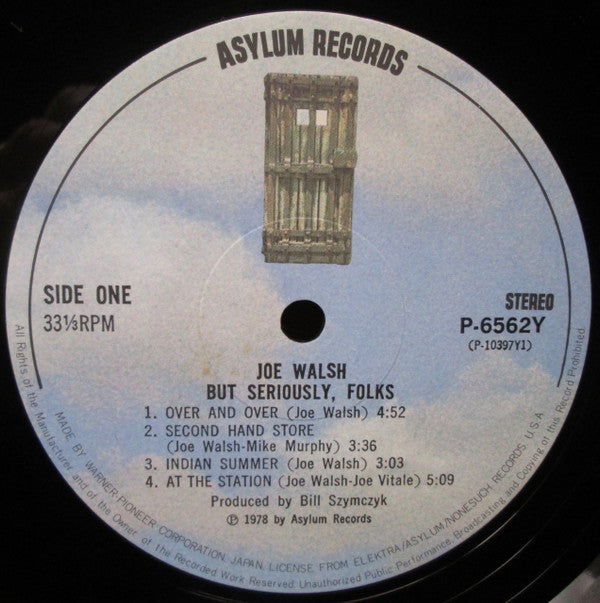 ASYLUM RECORDS
SIDE ONE
33⅓RPM
STEREO
P-6562Y
(P-10397Y1)
JOE WALSH
BUT SERIOUSLY, FOLKS
1. OVER AND OVER (Joe Walsh) 4:52
2. SECOND HAND STORE
(Joe Walsh-Mike Murphy) 3:36
3. INDIAN SUMMER (Joe Walsh) 3:03
4. AT THE STATION (Joe Walsh-Joe Vitale) 5:09
Produced by Bill Szymczyk
℗ 1978 by Asylum Records
MADE BY WARNER-PIONEER CORPORATION, JAPAN. LICENSE FROM ELEKTRA/ASYLUM/NONESUCH RECORDS, U.S.A.
All Rights of the Manufacturer and of the Owner of the Recorded Work Reserved. Unauthorized Public Performance, Broadcasting and Copying of this Record Prohibited.